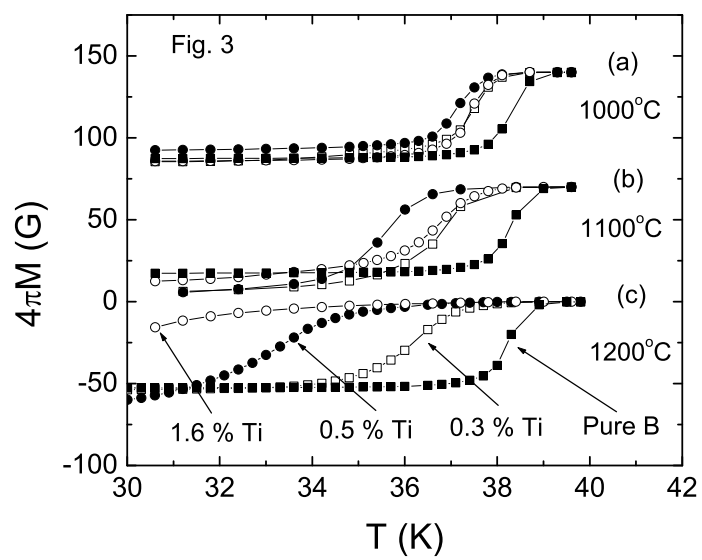 Fig. 3
150
(a)
1000°C
100
(b)
50
1100°C
4πM (G)
0
(c)
1200°C
-50
1.6 % Ti
0.5 % Ti
0.3 % Ti
Pure B
-100
30 32 34 36 38 40 42
T (K)